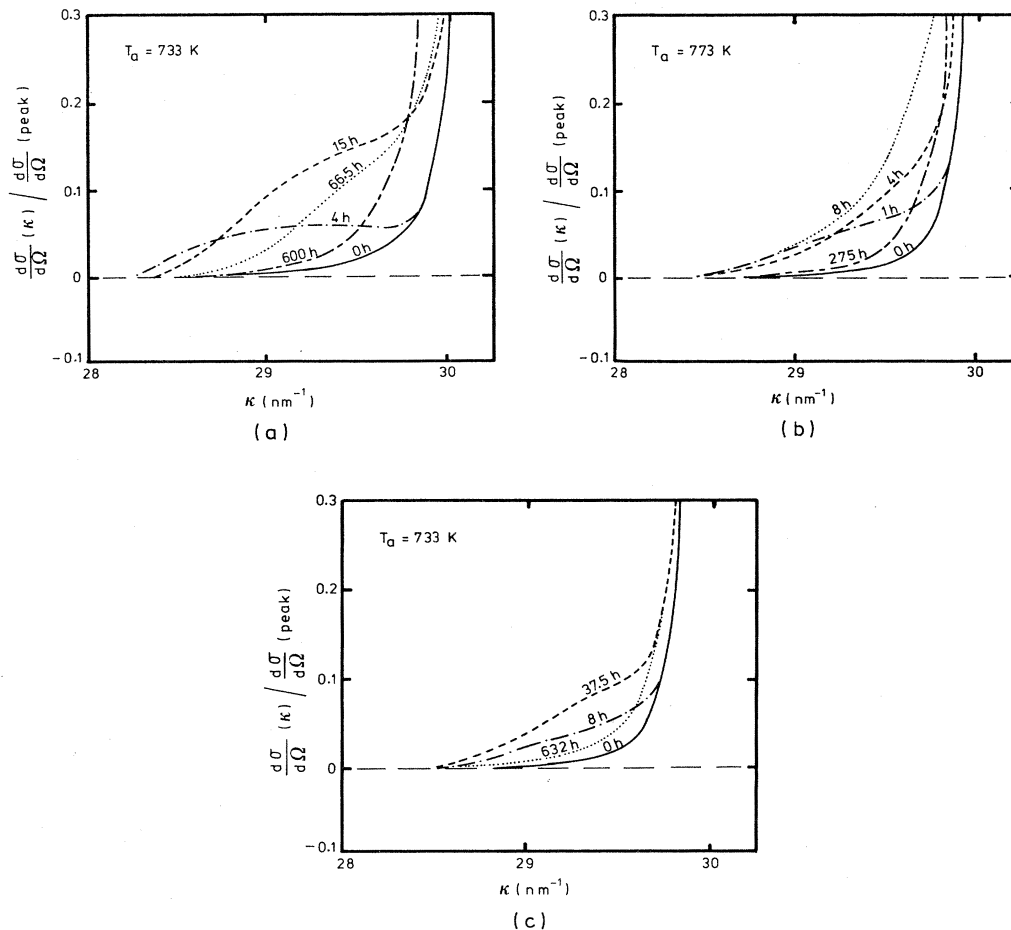 0.3
0.2
0.1
0
−0.1
dσ/dΩ (κ) / dσ/dΩ (peak)
Ta = 733 K
15 h
66.5 h
4 h
600 h
0 h
28
29
30
κ (nm⁻¹)
(a)
0.3
0.2
0.1
0
−0.1
dσ/dΩ (κ) / dσ/dΩ (peak)
Ta = 773 K
8 h
4 h
1 h
275 h
0 h
28
29
30
κ (nm⁻¹)
(b)
0.3
0.2
0.1
0
−0.1
dσ/dΩ (κ) / dσ/dΩ (peak)
Ta = 733 K
37.5 h
8 h
632 h
0 h
28
29
30
κ (nm⁻¹)
(c)